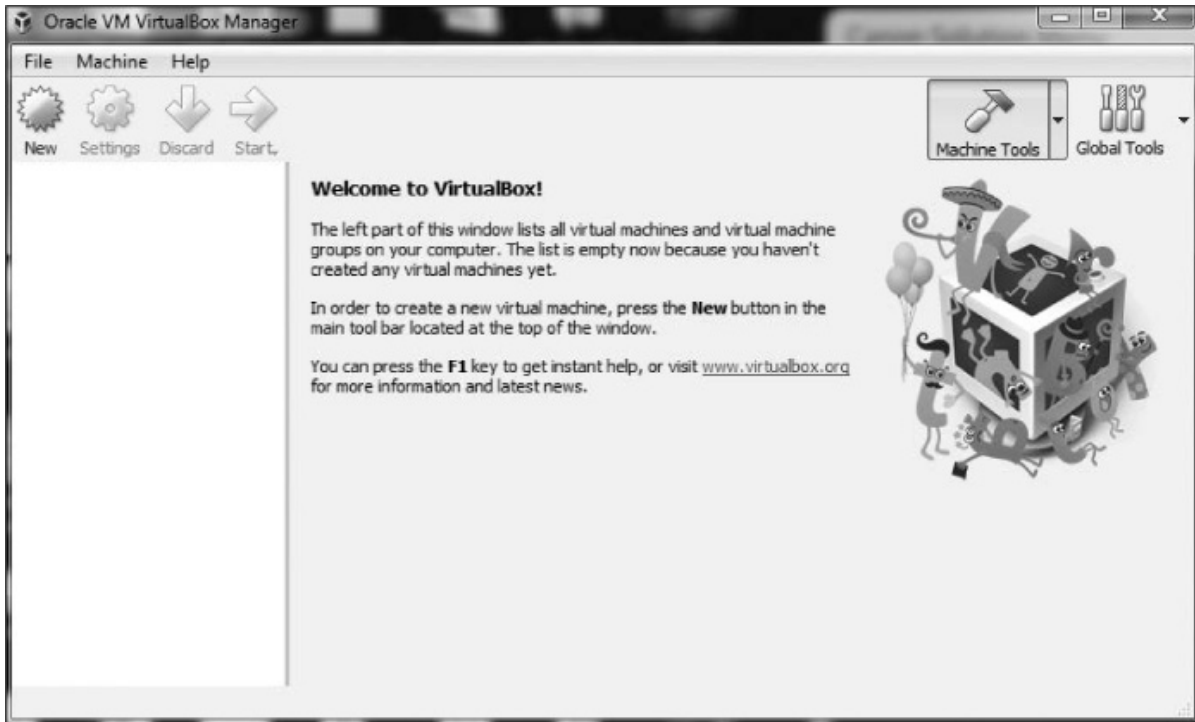 Oracle VM VirtualBox Manager
File Machine Help
New Settings Discard Start
Machine Tools Global Tools
Welcome to VirtualBox!
The left part of this window lists all virtual machines and virtual machine
groups on your computer. The list is empty now because you haven't
created any virtual machines yet.
In order to create a new virtual machine, press the New button in the
main tool bar located at the top of the window.
You can press the F1 key to get instant help, or visit www.virtualbox.org
for more information and latest news.